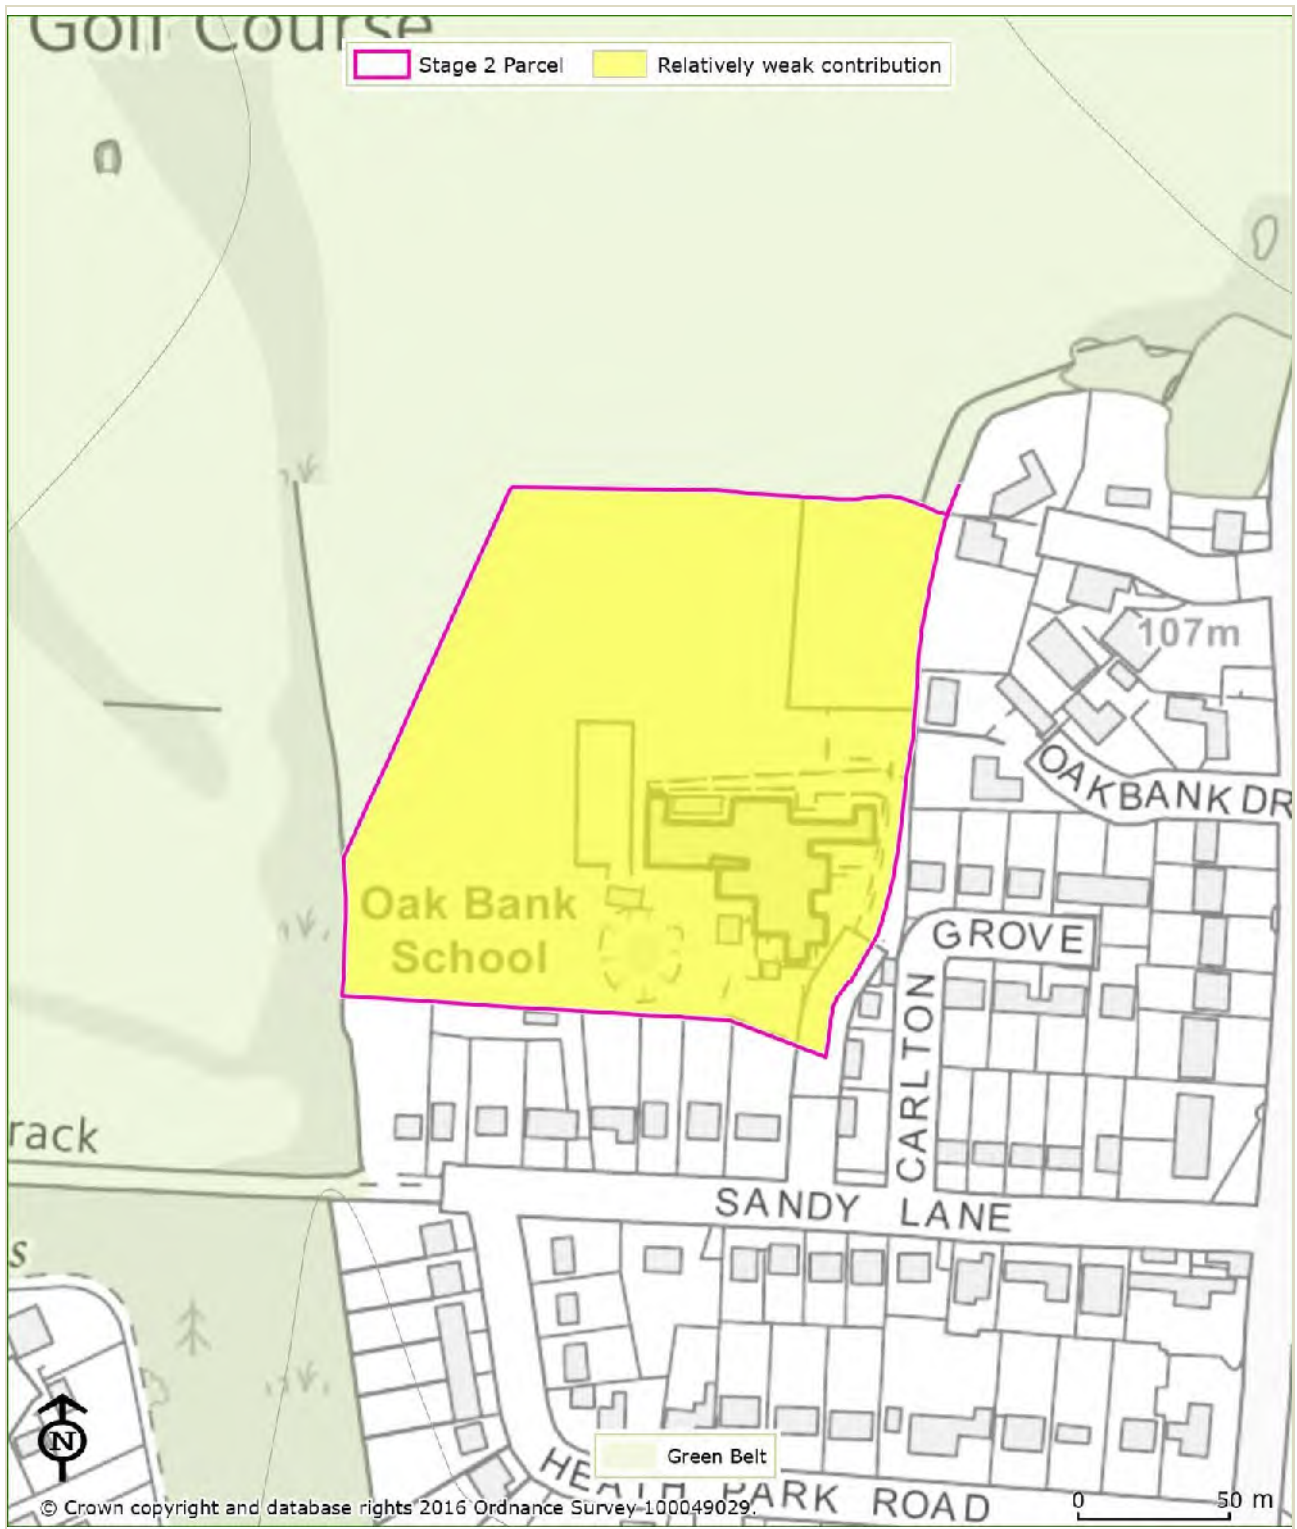 Golf Course
Stage 2 Parcel
Relatively weak contribution
107m
OAKBANK DR
Oak Bank
School
GROVE
CARLTON
rack
SANDY LANE
s
N
Green Belt
HEATH PARK ROAD
© Crown copyright and database rights 2016 Ordnance Survey 100049029.
0 50 m